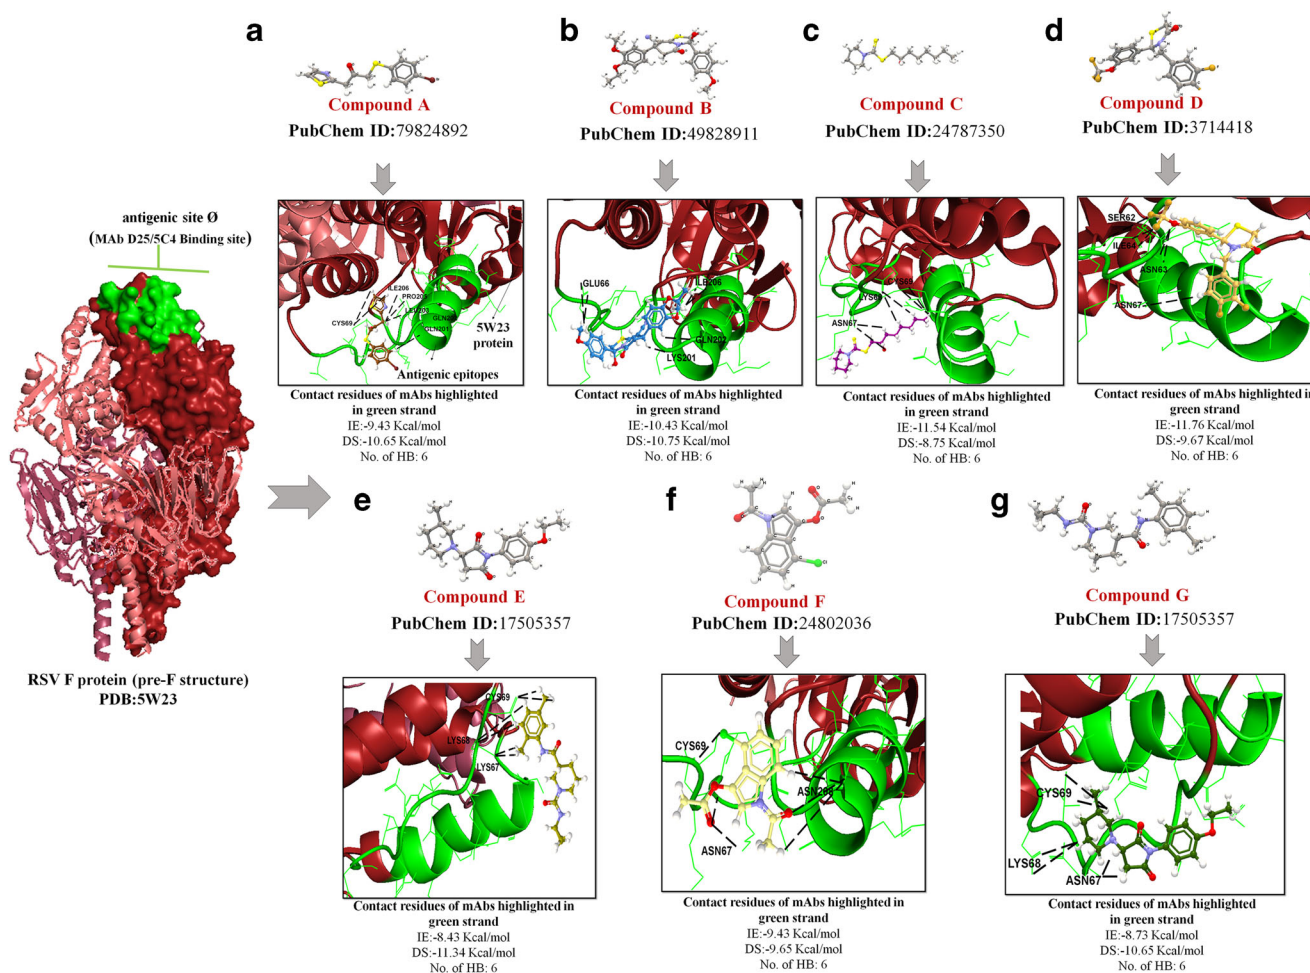 a
b
c
d
Compound A
PubChem ID:79824892
Compound B
PubChem ID:49828911
Compound C
PubChem ID:24787350
Compound D
PubChem ID:3714418
antigenic site Ø
(MAb D25/5C4 Binding site)
ILE206
CYS69
5W23
protein
Antigenic epitopes
GLU66
ILE206
GLN202
LYS201
CYS69
LYS68
ASN67
SER62
ILE64
ASN63
ASN67
Contact residues of mAbs highlighted
in green strand
IE:-9.43 Kcal/mol
DS:-10.65 Kcal/mol
No. of HB: 6
Contact residues of mAbs highlighted
in green strand
IE:-10.43 Kcal/mol
DS:-10.75 Kcal/mol
No. of HB: 6
Contact residues of mAbs highlighted
in green strand
IE:-11.54 Kcal/mol
DS:-8.75 Kcal/mol
No. of HB: 6
Contact residues of mAbs highlighted in
green strand
IE:-11.76 Kcal/mol
DS:-9.67 Kcal/mol
No. of HB: 6
RSV F protein (pre-F structure)
PDB:5W23
e
f
g
Compound E
PubChem ID:17505357
Compound F
PubChem ID:24802036
Compound G
PubChem ID:17505357
CYS69
LYS68
LYS67
CYS69
ASN67
CYS69
LYS68
ASN67
Contact residues of mAbs highlighted in
green strand
IE:-8.43 Kcal/mol
DS:-11.34 Kcal/mol
No. of HB: 6
Contact residues of mAbs highlighted in
green strand
IE:-9.43 Kcal/mol
DS:-9.65 Kcal/mol
No. of HB: 6
Contact residues of mAbs highlighted
in green strand
IE:-8.73 Kcal/mol
DS:-10.65 Kcal/mol
No. of HB: 6